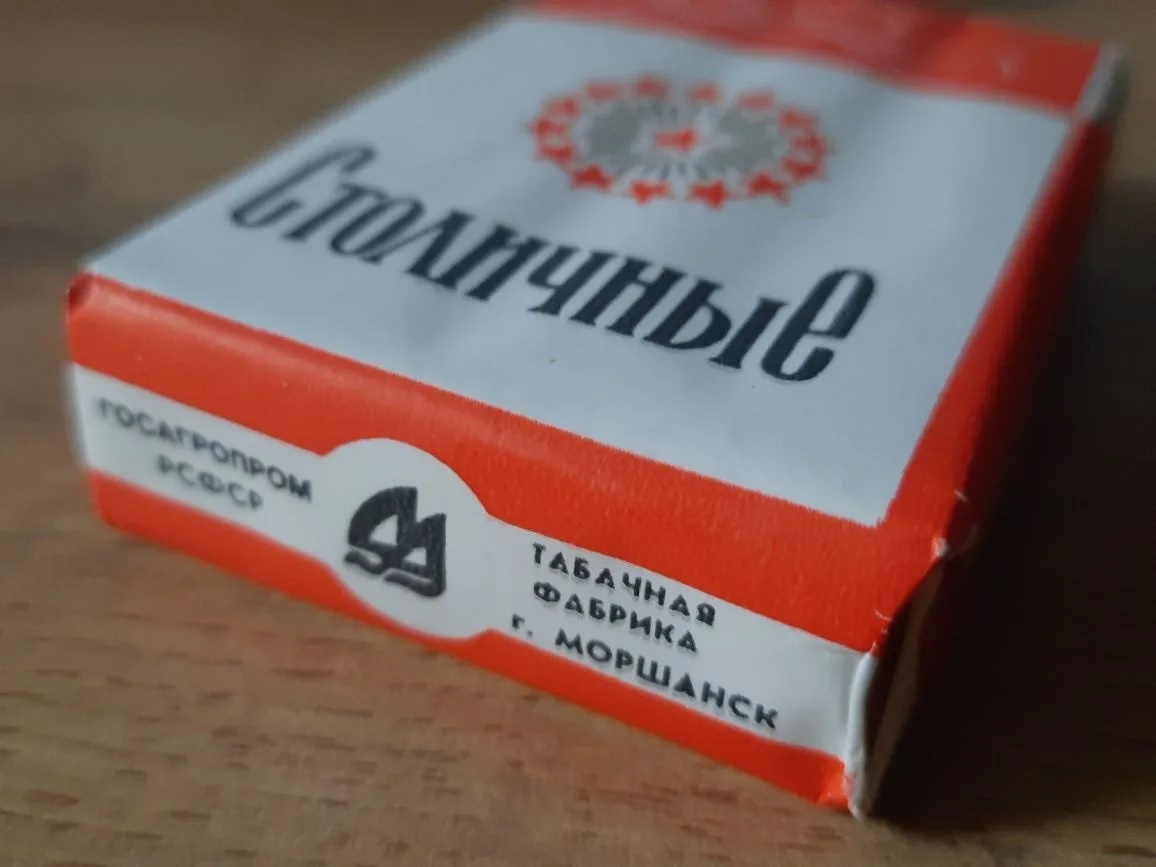 Столичные
ГОСАГРОПРОМ
РСФСР
ТАБАЧНАЯ
ФАБРИКА
г. МОРШАНСК